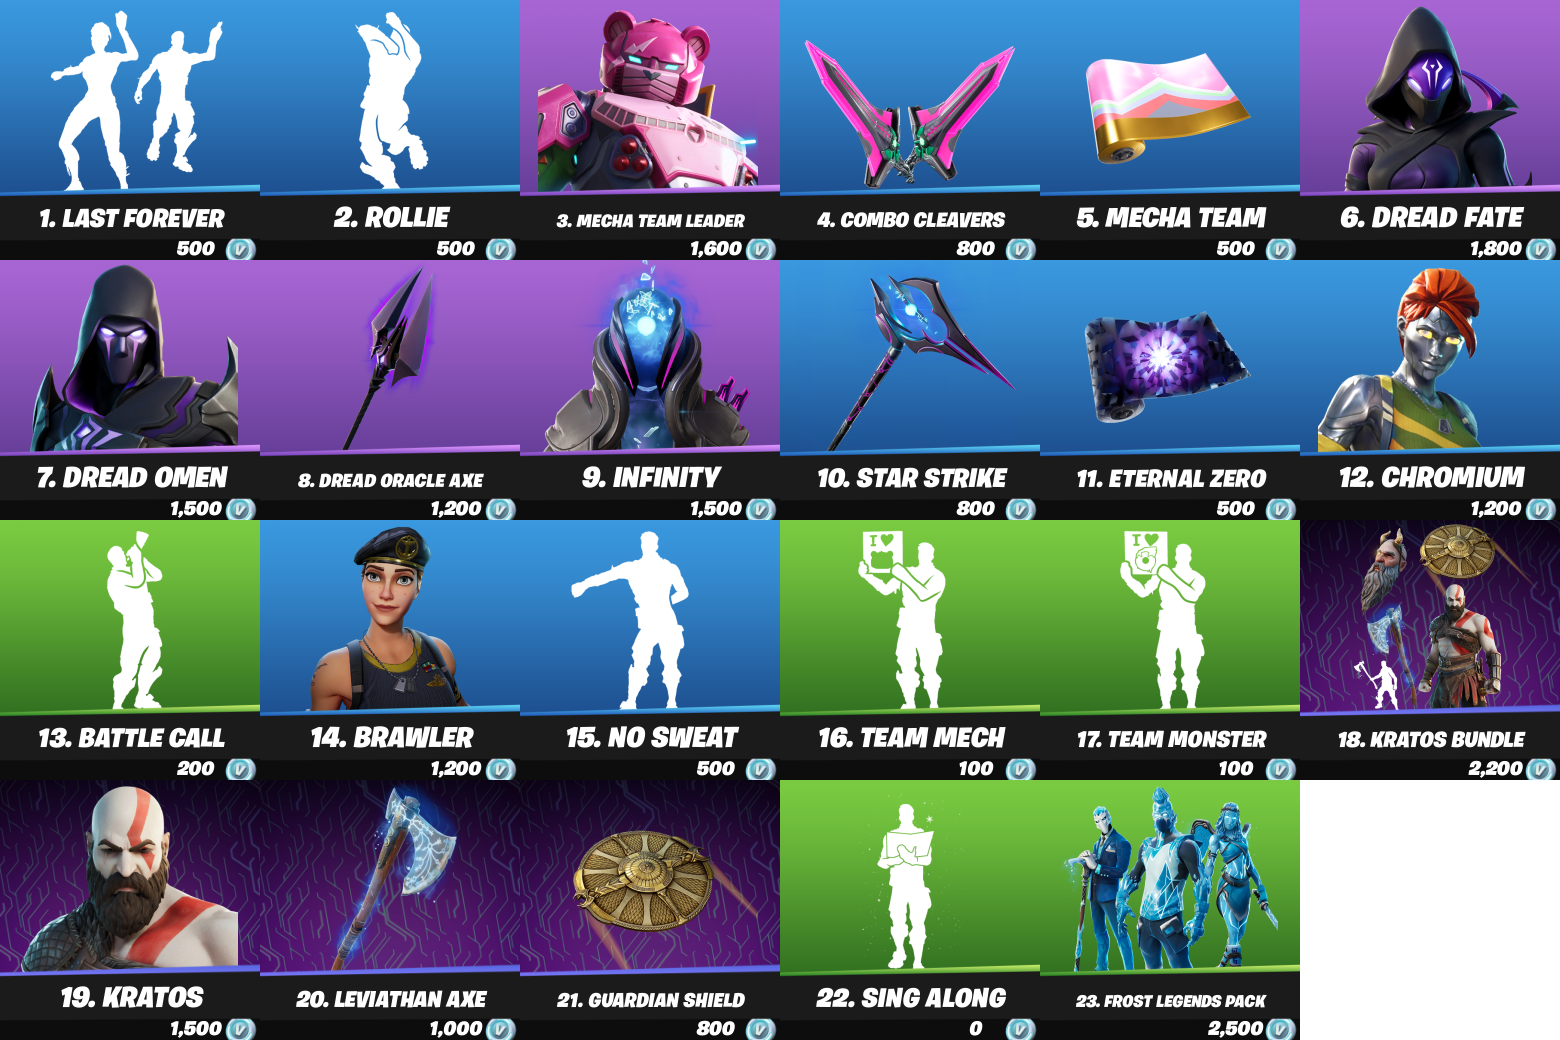 1. LAST FOREVER
500
2. ROLLIE
500
3. MECHA TEAM LEADER
1,600
4. COMBO CLEAVERS
800
5. MECHA TEAM
500
6. DREAD FATE
1,800
7. DREAD OMEN
1,500
8. DREAD ORACLE AXE
1,200
9. INFINITY
1,500
10. STAR STRIKE
800
11. ETERNAL ZERO
500
12. CHROMIUM
1,200
13. BATTLE CALL
200
14. BRAWLER
1,200
15. NO SWEAT
500
I
16. TEAM MECH
100
I
17. TEAM MONSTER
100
18. KRATOS BUNDLE
2,200
19. KRATOS
1,500
20. LEVIATHAN AXE
1,000
21. GUARDIAN SHIELD
800
22. SING ALONG
0
23. FROST LEGENDS PACK
2,500